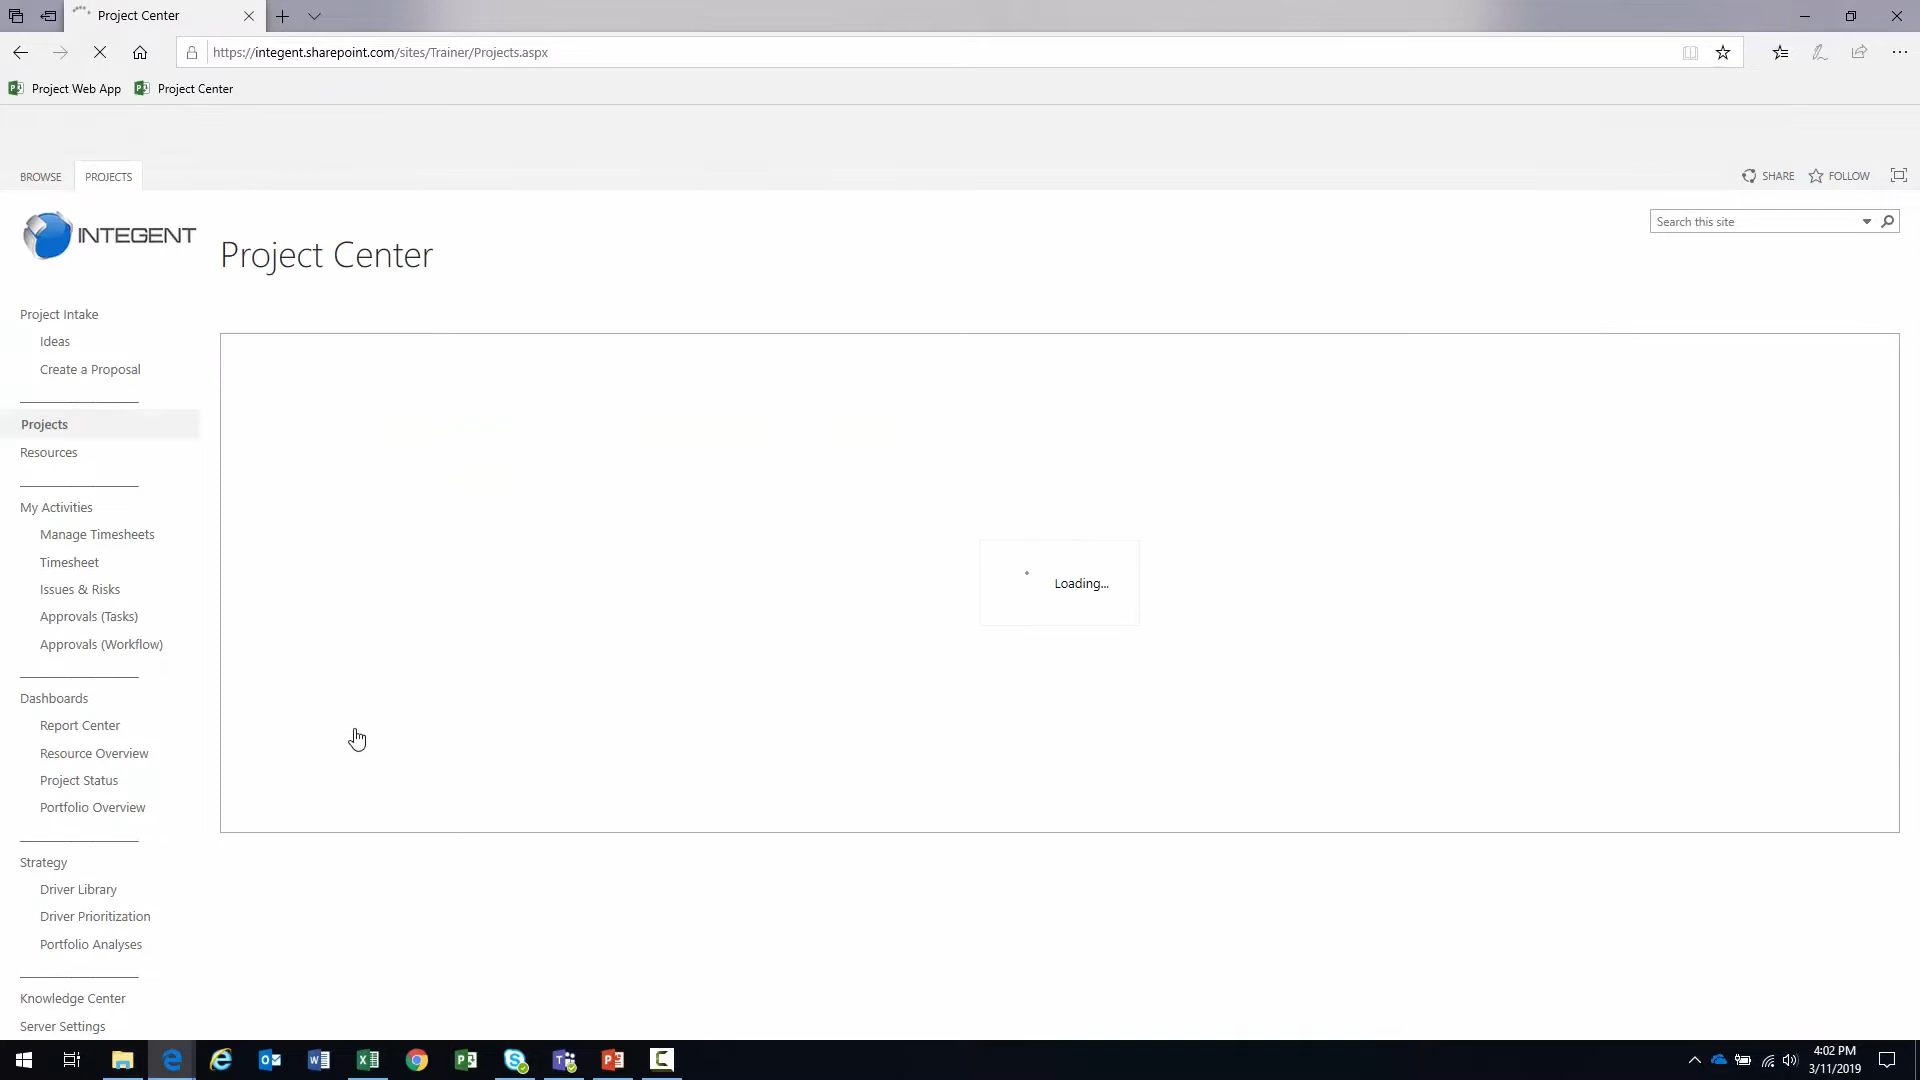 Project Center
https://integent.sharepoint.com/sites/Trainer/Projects.aspx
Project Web App
Project Center
BROWSE
PROJECTS
SHARE
FOLLOW
INTEGENT
Project Center
Search this site
Project Intake
Ideas
Create a Proposal
Projects
Resources
My Activities
Manage Timesheets
Timesheet
Issues & Risks
Approvals (Tasks)
Approvals (Workflow)
Loading...
Dashboards
Report Center
Resource Overview
Project Status
Portfolio Overview
Strategy
Driver Library
Driver Prioritization
Portfolio Analyses
Knowledge Center
Server Settings
4:02 PM
3/11/2019